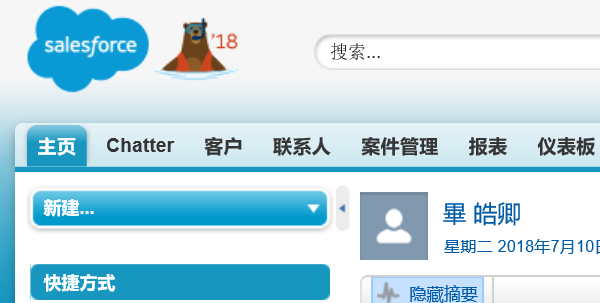 salesforce
'18
搜索...
主页 Chatter 客户 联系人 案件管理 报表 仪表板
新建...
畢 皓卿
星期二 2018年7月10日
快捷方式
隐藏摘要